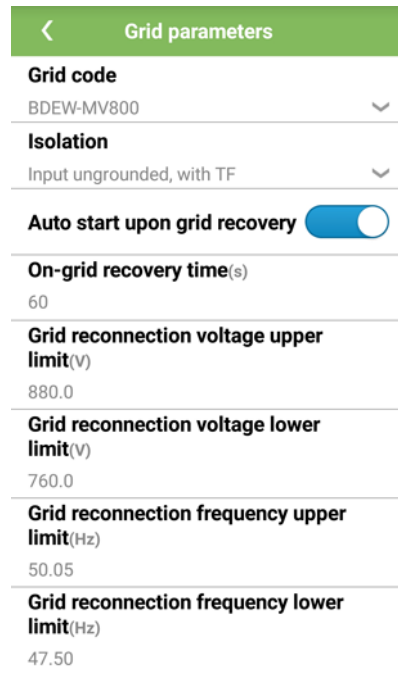 Grid parameters
Grid code
BDEW-MV800
Isolation
Input ungrounded, with TF
Auto start upon grid recovery
On-grid recovery time(s)
60
Grid reconnection voltage upper
limit(V)
880.0
Grid reconnection voltage lower
limit(V)
760.0
Grid reconnection frequency upper
limit(Hz)
50.05
Grid reconnection frequency lower
limit(Hz)
47.50